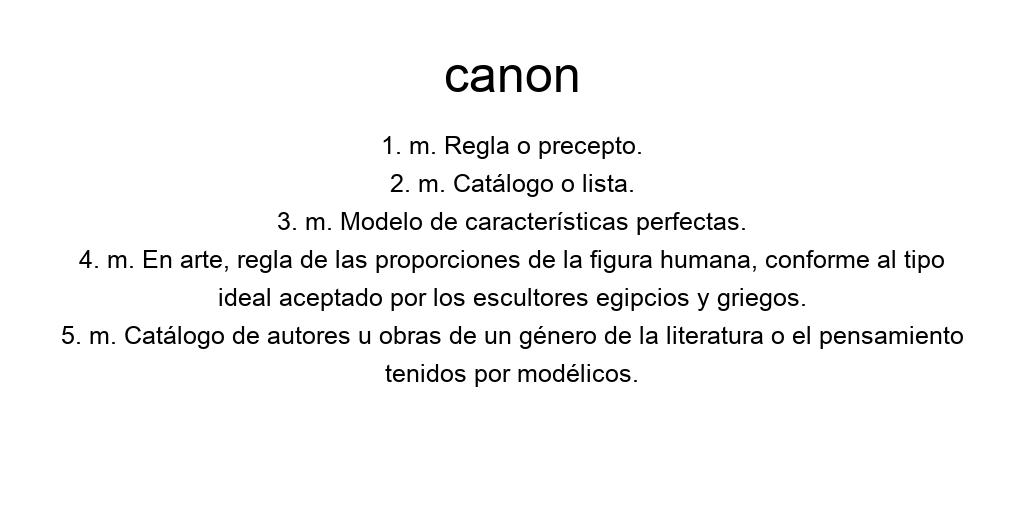 canon
1. m. Regla o precepto.
2. m. Catálogo o lista.
3. m. Modelo de características perfectas.
4. m. En arte, regla de las proporciones de la figura humana, conforme al tipo
ideal aceptado por los escultores egipcios y griegos.
5. m. Catálogo de autores u obras de un género de la literatura o el pensamiento
tenidos por modélicos.